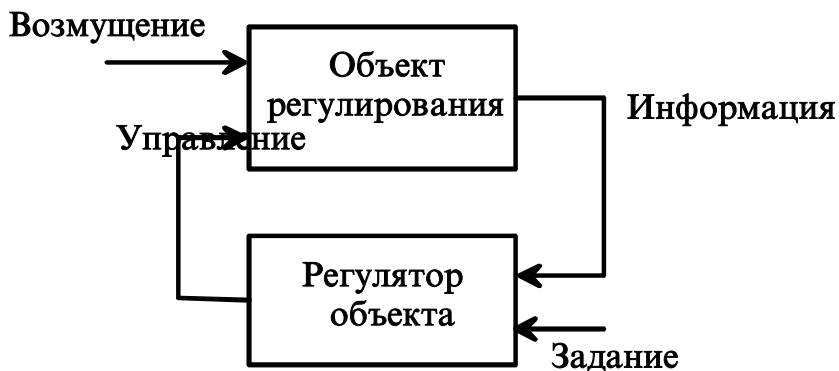 Возмущение
Объект
регулирования
Информация
Управление
Регулятор
объекта
Задание